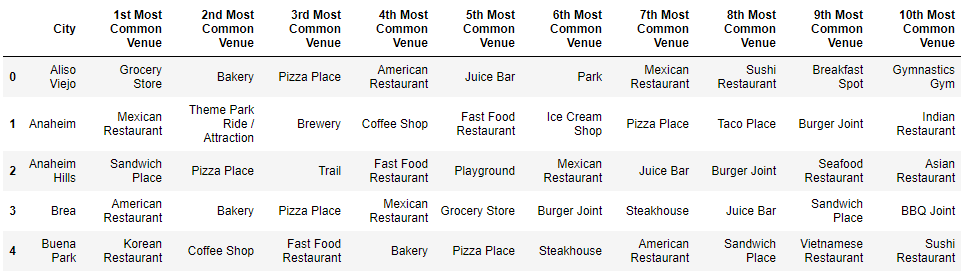 City 1st Most Common Venue 2nd Most Common Venue 3rd Most Common Venue 4th Most Common Venue 5th Most Common Venue 6th Most Common Venue 7th Most Common Venue 8th Most Common Venue 9th Most Common Venue 10th Most Common Venue
0 Aliso Viejo Grocery Store Bakery Pizza Place American Restaurant Juice Bar Park Mexican Restaurant Sushi Restaurant Breakfast Spot Gymnastics Gym
1 Anaheim Mexican Restaurant Theme Park Ride / Attraction Brewery Coffee Shop Fast Food Restaurant Ice Cream Shop Pizza Place Taco Place Burger Joint Indian Restaurant
2 Anaheim Hills Sandwich Place Pizza Place Trail Fast Food Restaurant Playground Mexican Restaurant Juice Bar Burger Joint Seafood Restaurant Asian Restaurant
3 Brea American Restaurant Bakery Pizza Place Mexican Restaurant Grocery Store Burger Joint Steakhouse Juice Bar Sandwich Place BBQ Joint
4 Buena Park Korean Restaurant Coffee Shop Fast Food Restaurant Bakery Pizza Place Steakhouse American Restaurant Sandwich Place Vietnamese Restaurant Sushi Restaurant